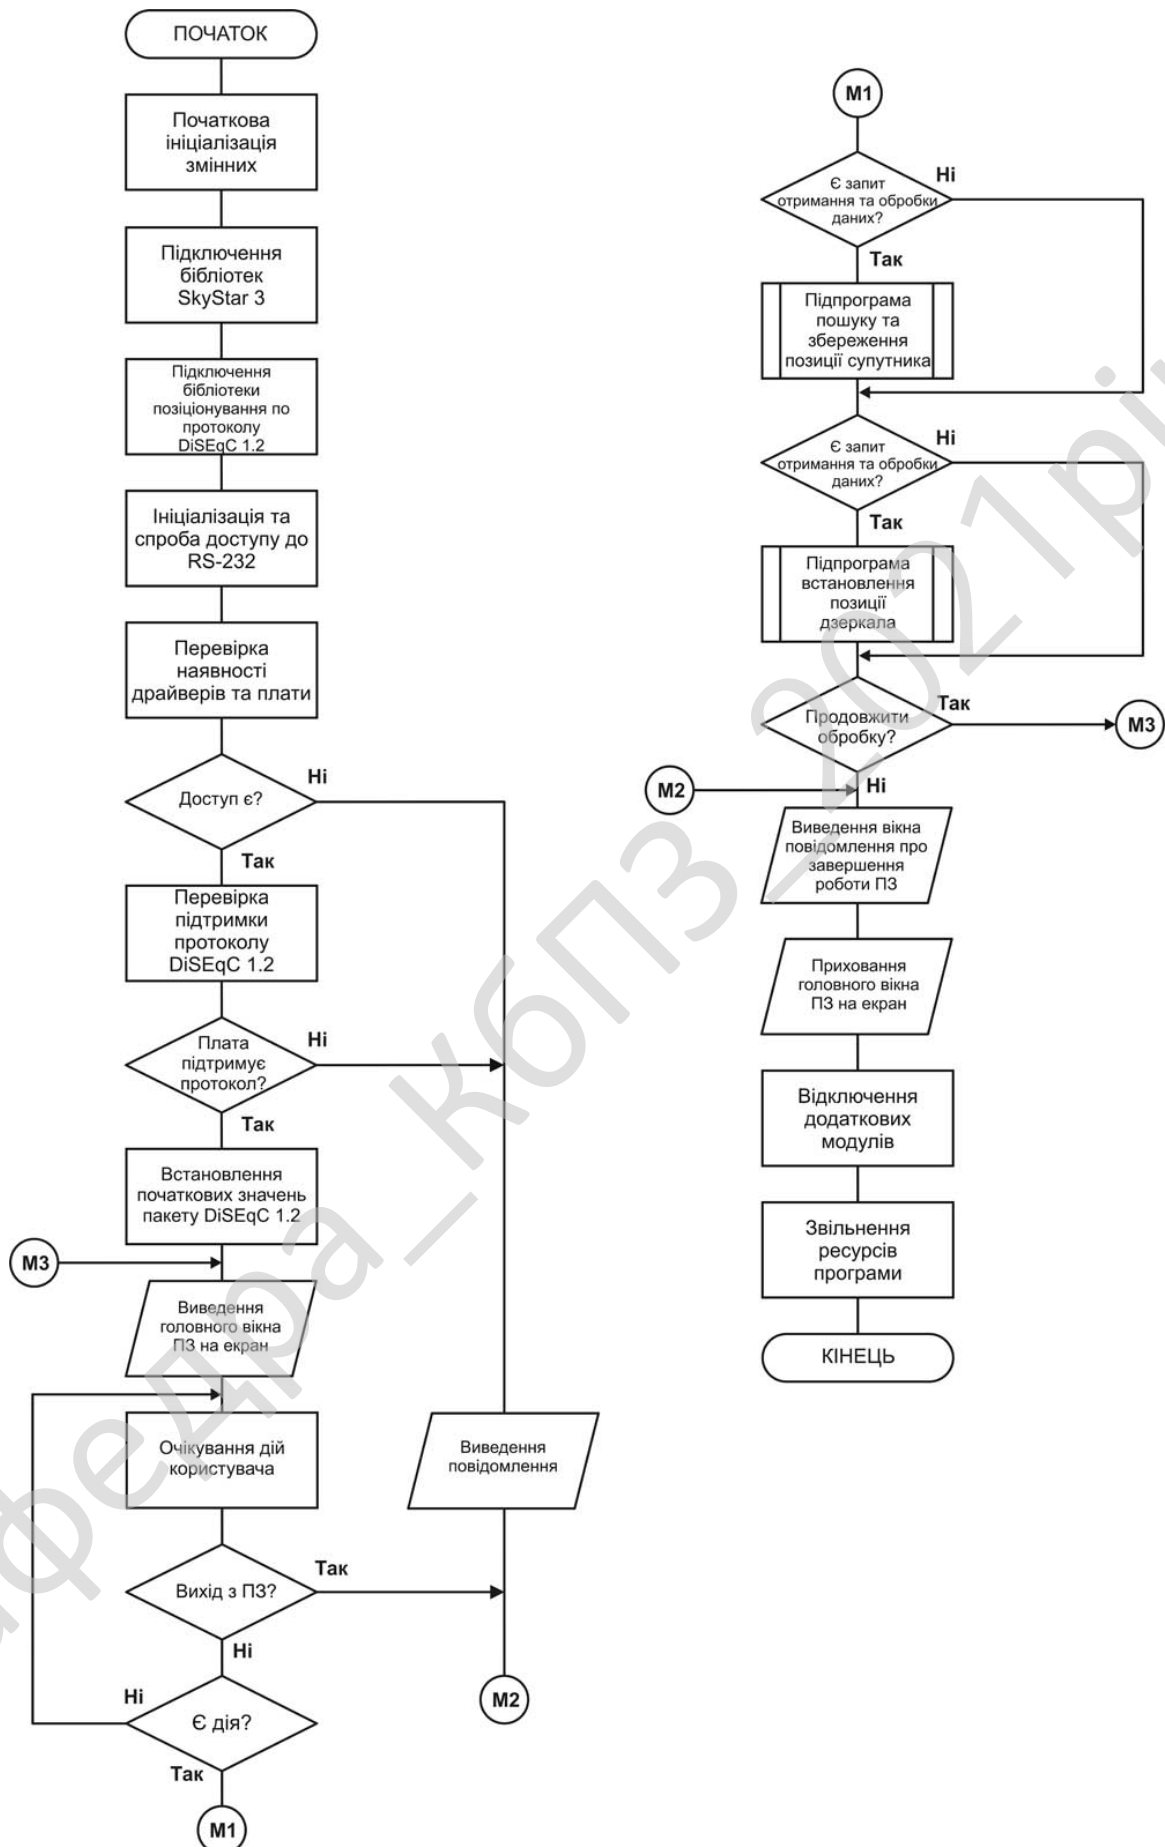 ПОЧАТОК
Початкова
ініціалізація
змінних
Підключення
бібліотек
SkyStar 3
Підключення
бібліотеки
позиціонування по
протоколу
DiSEqC 1.2
Ініціалізація та
спроба доступу до
RS-232
Перевірка
наявності
драйверів та плати
Доступ є?
Ні
Так
Перевірка
підтримки
протоколу
DiSEqC 1.2
Плата
підтримує
протокол?
Ні
Так
Встановлення
початкових значень
пакету DiSEqC 1.2
М3
Виведення
головного вікна
ПЗ на екран
Очікування дій
користувача
Виведення
повідомлення
Вихід з ПЗ?
Так
Ні
М2
Є дія?
Ні
Так
М1
М1
Є запит
отримання та обробки
даних?
Ні
Так
Підпрограма
пошуку та
збереження
позиції супутника
Є запит
отримання та обробки
даних?
Ні
Так
Підпрограма
встановлення
позиції
дзеркала
Продовжити
обробку?
Так
М3
Ні
М2
Виведення вікна
повідомлення про
завершення
роботи ПЗ
Приховання
головного вікна
ПЗ на екран
Відключення
додаткових
модулів
Звільнення
ресурсів
програми
КІНЕЦЬ